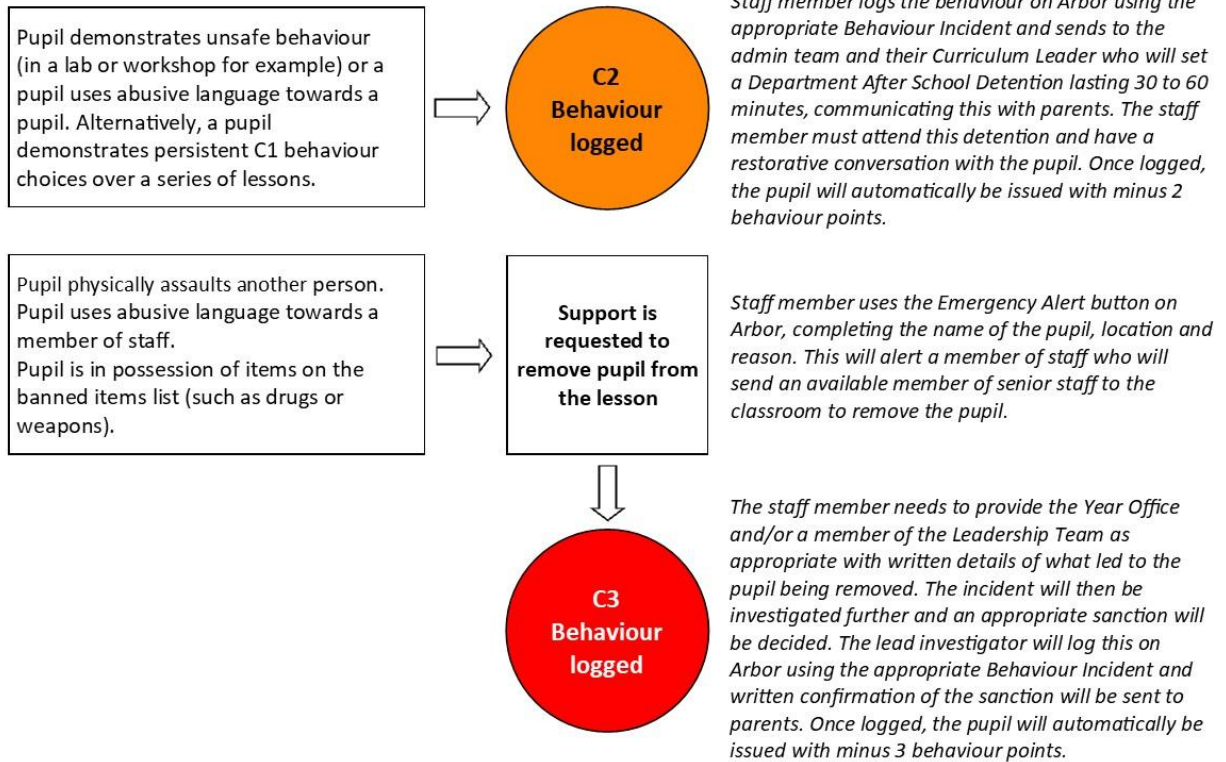 Pupil demonstrates unsafe behaviour
(in a lab or workshop for example) or a
pupil uses abusive language towards a
pupil. Alternatively, a pupil
demonstrates persistent C1 behaviour
choices over a series of lessons.
C2
Behaviour
logged
Staff member logs the behaviour on Arbor using the
appropriate Behaviour Incident and sends to the
admin team and their Curriculum Leader who will set
a Department After School Detention lasting 30 to 60
minutes, communicating this with parents. The staff
member must attend this detention and have a
restorative conversation with the pupil. Once logged,
the pupil will automatically be issued with minus 2
behaviour points.
Pupil physically assaults another person.
Pupil uses abusive language towards a
member of staff.
Pupil is in possession of items on the
banned items list (such as drugs or
weapons).
Support is
requested to
remove pupil from
the lesson
Staff member uses the Emergency Alert button on
Arbor, completing the name of the pupil, location and
reason. This will alert a member of staff who will
send an available member of senior staff to the
classroom to remove the pupil.
C3
Behaviour
logged
The staff member needs to provide the Year Office
and/or a member of the Leadership Team as
appropriate with written details of what led to the
pupil being removed. The incident will then be
investigated further and an appropriate sanction will
be decided. The lead investigator will log this on
Arbor using the appropriate Behaviour Incident and
written confirmation of the sanction will be sent to
parents. Once logged, the pupil will automatically be
issued with minus 3 behaviour points.